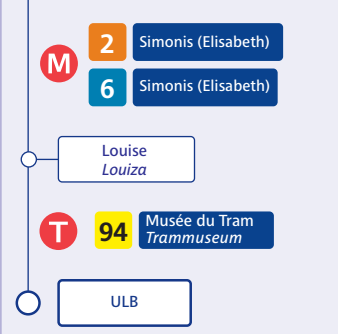 M
2 Simonis (Elisabeth)
6 Simonis (Elisabeth)
Louise
Louiza
T
94
Musée du Tram
Trammuseum
ULB